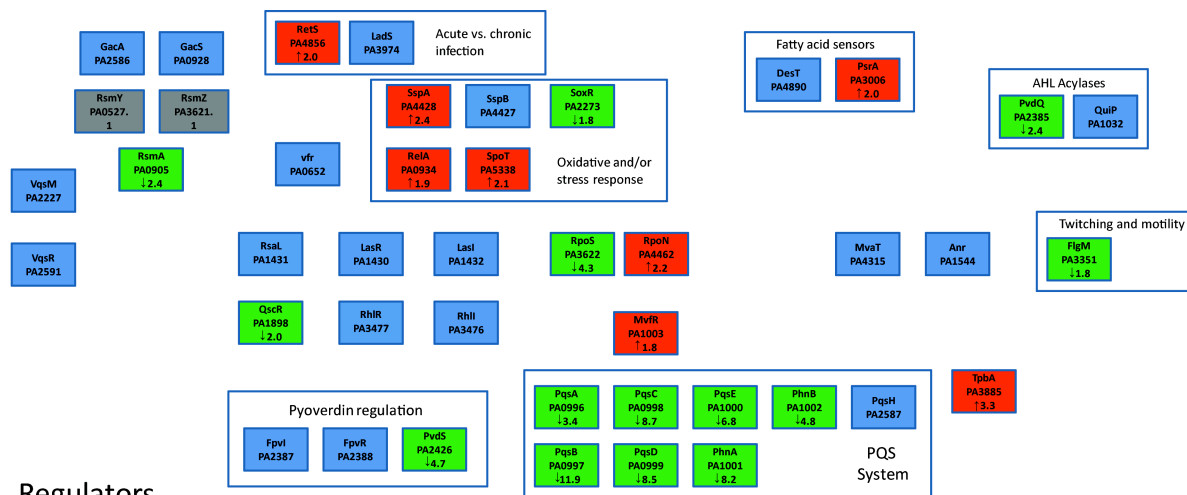 GacA
PA2586
GacS
PA0928
RsmY
PA0527.
1
RsmZ
PA3621.
1
RsmA
PA0905
↓2.4
VqsM
PA2227
VqsR
PA2591
RetS
PA4856
↑2.0
LadS
PA3974
Acute vs. chronic
infection
SspA
PA4428
↑2.4
SspB
PA4427
SoxR
PA2273
↓1.8
RelA
PA0934
↑1.9
SpoT
PA5338
↑2.1
Oxidative and/or
stress response
vfr
PA0652
Fatty acid sensors
DesT
PA4890
PsrA
PA3006
↑2.0
AHL Acylases
PvdQ
PA2385
↓2.4
QuiP
PA1032
RsaL
PA1431
LasR
PA1430
LasI
PA1432
RpoS
PA3622
↓4.3
RpoN
PA4462
↑2.2
MvaT
PA4315
Anr
PA1544
Twitching and motility
FlgM
PA3351
↓1.8
QscR
PA1898
↓2.0
RhlR
PA3477
RhlI
PA3476
MvfR
PA1003
↑1.8
Pyoverdin regulation
FpvI
PA2387
FpvR
PA2388
PvdS
PA2426
↓4.7
PqsA
PA0996
↓3.4
PqsC
PA0998
↓8.7
PqsE
PA1000
↓6.8
PhnB
PA1002
↓4.8
PqsH
PA2587
PqsB
PA0997
↓11.9
PqsD
PA0999
↓8.5
PhnA
PA1001
↓8.2
PQS
System
TpbA
PA3885
↑3.3
Regulators